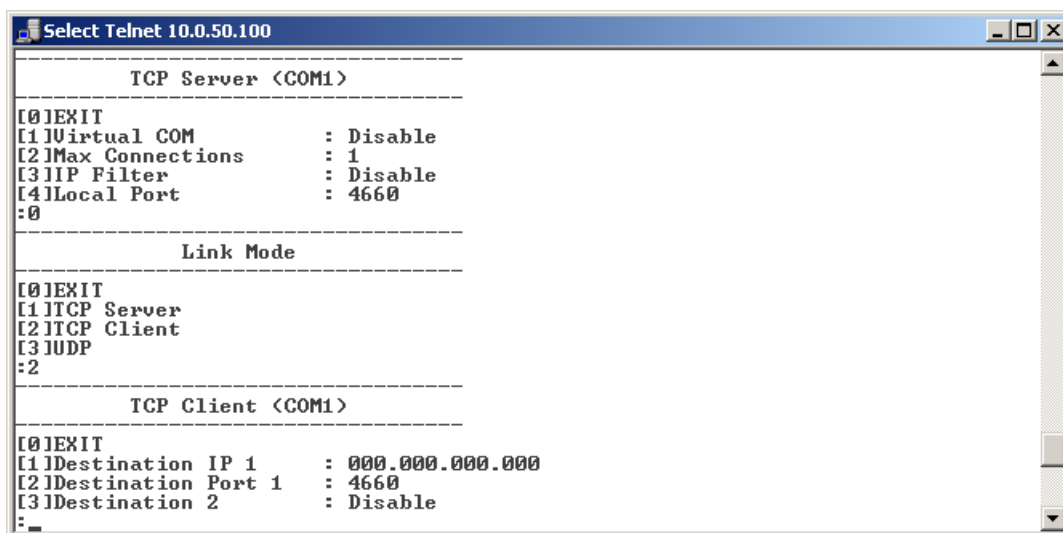 Select Telnet 10.0.50.100
TCP Server (COM1)
[0]EXIT
[1]Virtual COM : Disable
[2]Max Connections : 1
[3]IP Filter : Disable
[4]Local Port : 4660
:0
Link Mode
[0]EXIT
[1]TCP Server
[2]TCP Client
[3]UDP
:2
TCP Client (COM1)
[0]EXIT
[1]Destination IP 1 : 000.000.000.000
[2]Destination Port 1 : 4660
[3]Destination 2 : Disable
:_